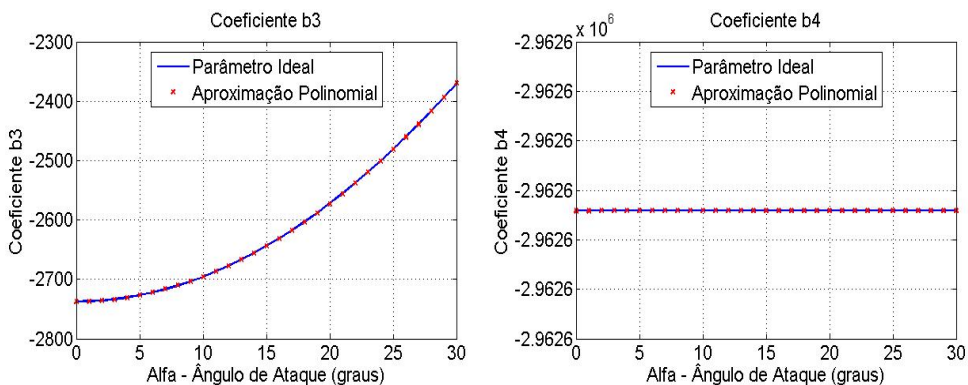 Coeficiente b3
-2300
-2400
-2500
-2600
-2700
-2800
Coeficiente b3
Parâmetro Ideal
Aproximação Polinomial
0 5 10 15 20 25 30
Alfa - Ângulo de Ataque (graus)
Coeficiente b4
x 10^6
-2.9626
-2.9626
-2.9626
-2.9626
-2.9626
-2.9626
-2.9626
Coeficiente b4
Parâmetro Ideal
Aproximação Polinomial
0 5 10 15 20 25 30
Alfa - Ângulo de Ataque (graus)